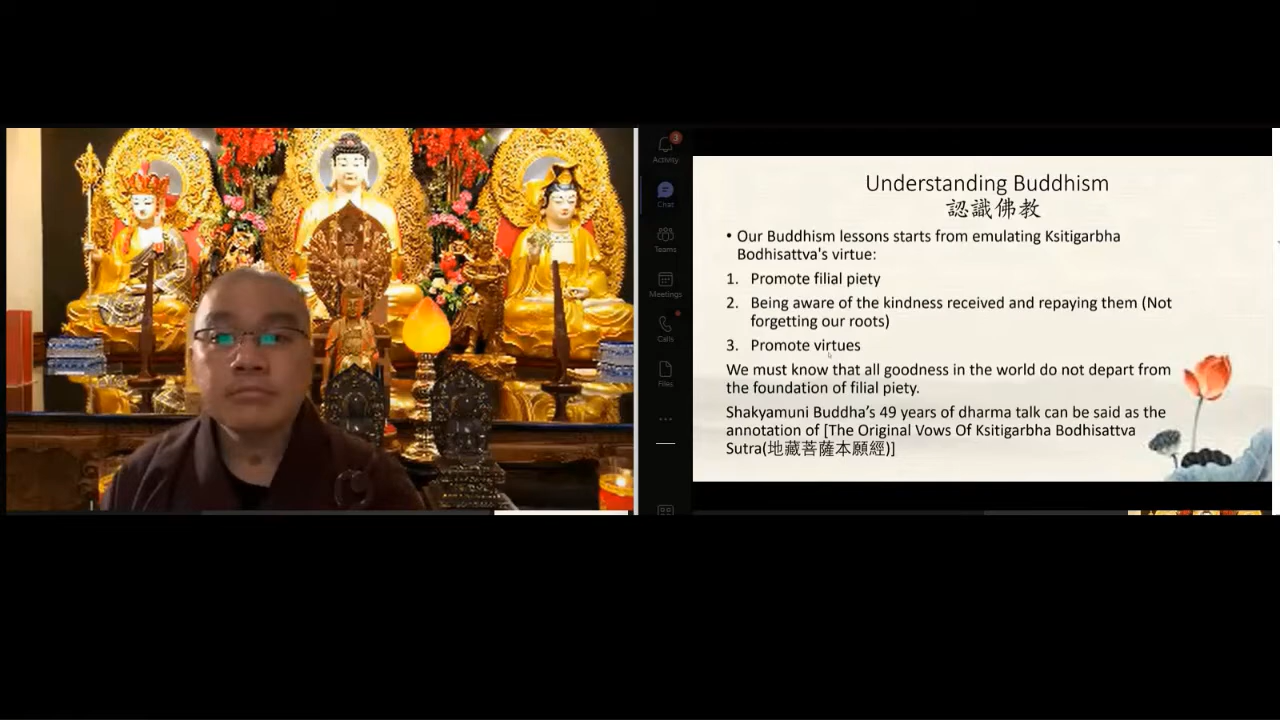 3
Activity
Chat
Teams
Meetings
Calls
Files
Understanding Buddhism
認識佛教
• Our Buddhism lessons starts from emulating Ksitigarbha
Bodhisattva's virtue:
1. Promote filial piety
2. Being aware of the kindness received and repaying them (Not
forgetting our roots)
3. Promote virtues
We must know that all goodness in the world do not depart from
the foundation of filial piety.
Shakyamuni Buddha’s 49 years of dharma talk can be said as the
annotation of [The Original Vows Of Ksitigarbha Bodhisattva
Sutra(地藏菩薩本願經)]